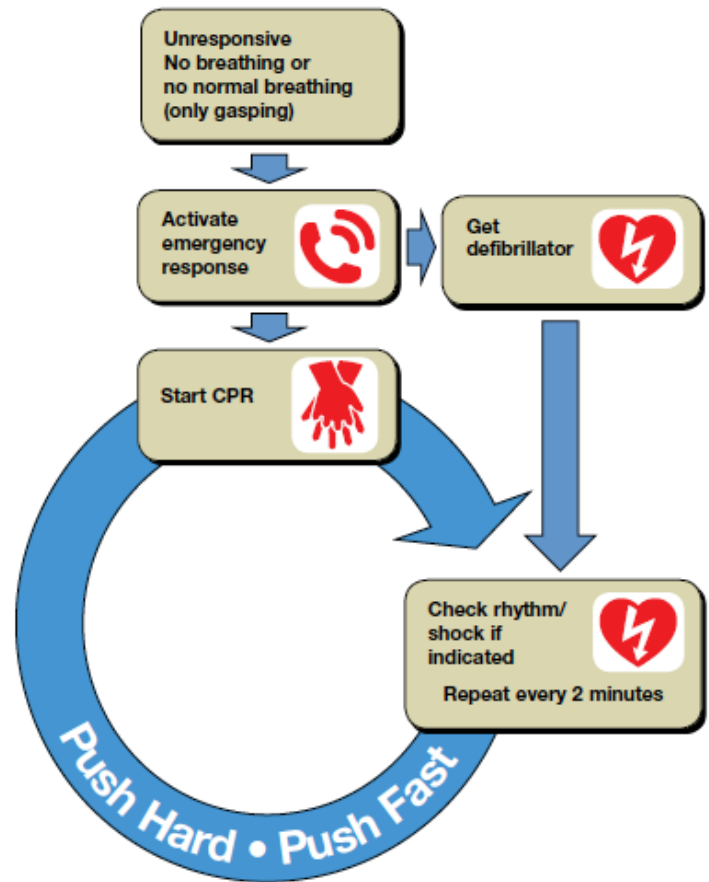 Unresponsive
No breathing or
no normal breathing
(only gasping)
Activate
emergency
response
Get
defibrillator
Start CPR
Check rhythm/
shock if
indicated
Repeat every 2 minutes
Push Hard • Push Fast